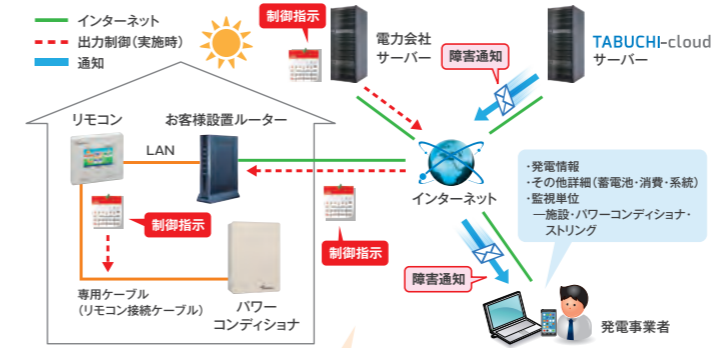 インターネット
出力制御（実施時）
通知
制御指示
電力会社
サーバー
障害通知
TABUCHI-cloud
サーバー
リモコン
お客様設置ルーター
LAN
インターネット
・発電情報
・その他詳細（蓄電池・消費・系統）
・監視単位
―施設・パワーコンディショナ・
ストリング
制御指示
制御指示
障害通知
専用ケーブル
（リモコン接続ケーブル）
パワー
コンディショナ
発電事業者